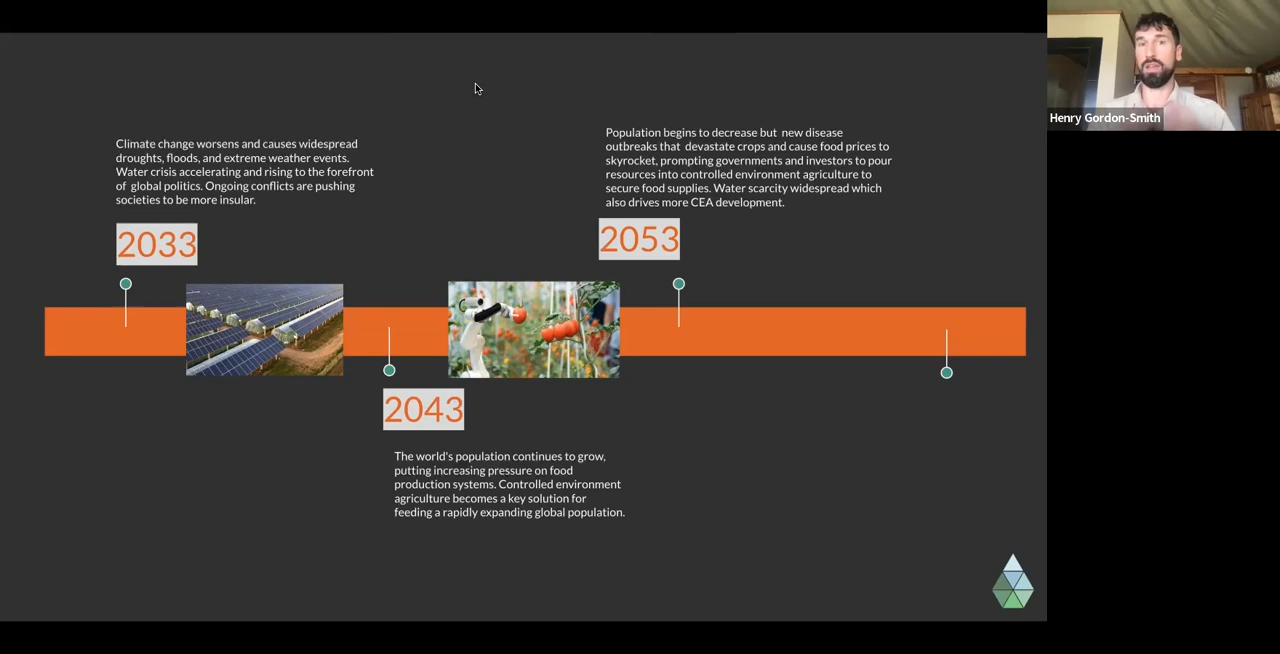 Henry Gordon-Smith
Climate change worsens and causes widespread
droughts, floods, and extreme weather events.
Water crisis accelerating and rising to the forefront
of global politics. Ongoing conflicts are pushing
societies to be more insular.
2033
Population begins to decrease but new disease
outbreaks that devastate crops and cause food prices to
skyrocket, prompting governments and investors to pour
resources into controlled environment agriculture to
secure food supplies. Water scarcity widespread which
also drives more CEA development.
2053
2043
The world's population continues to grow,
putting increasing pressure on food
production systems. Controlled environment
agriculture becomes a key solution for
feeding a rapidly expanding global population.